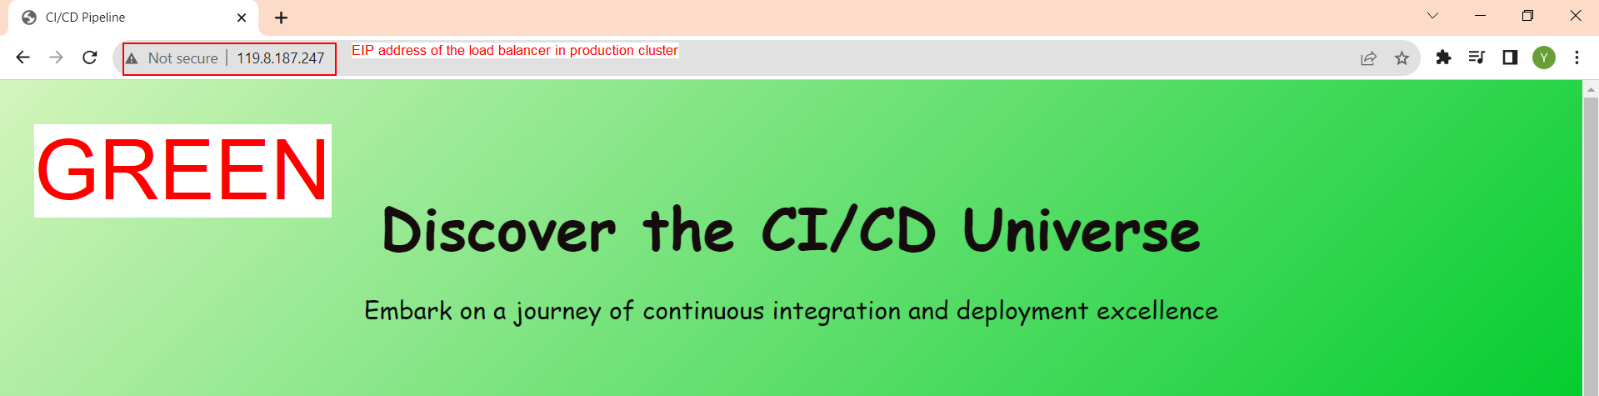 CI/CD Pipeline
Not secure | 119.8.187.247
EIP address of the load balancer in production cluster
Y
GREEN
Discover the CI/CD Universe
Embark on a journey of continuous integration and deployment excellence